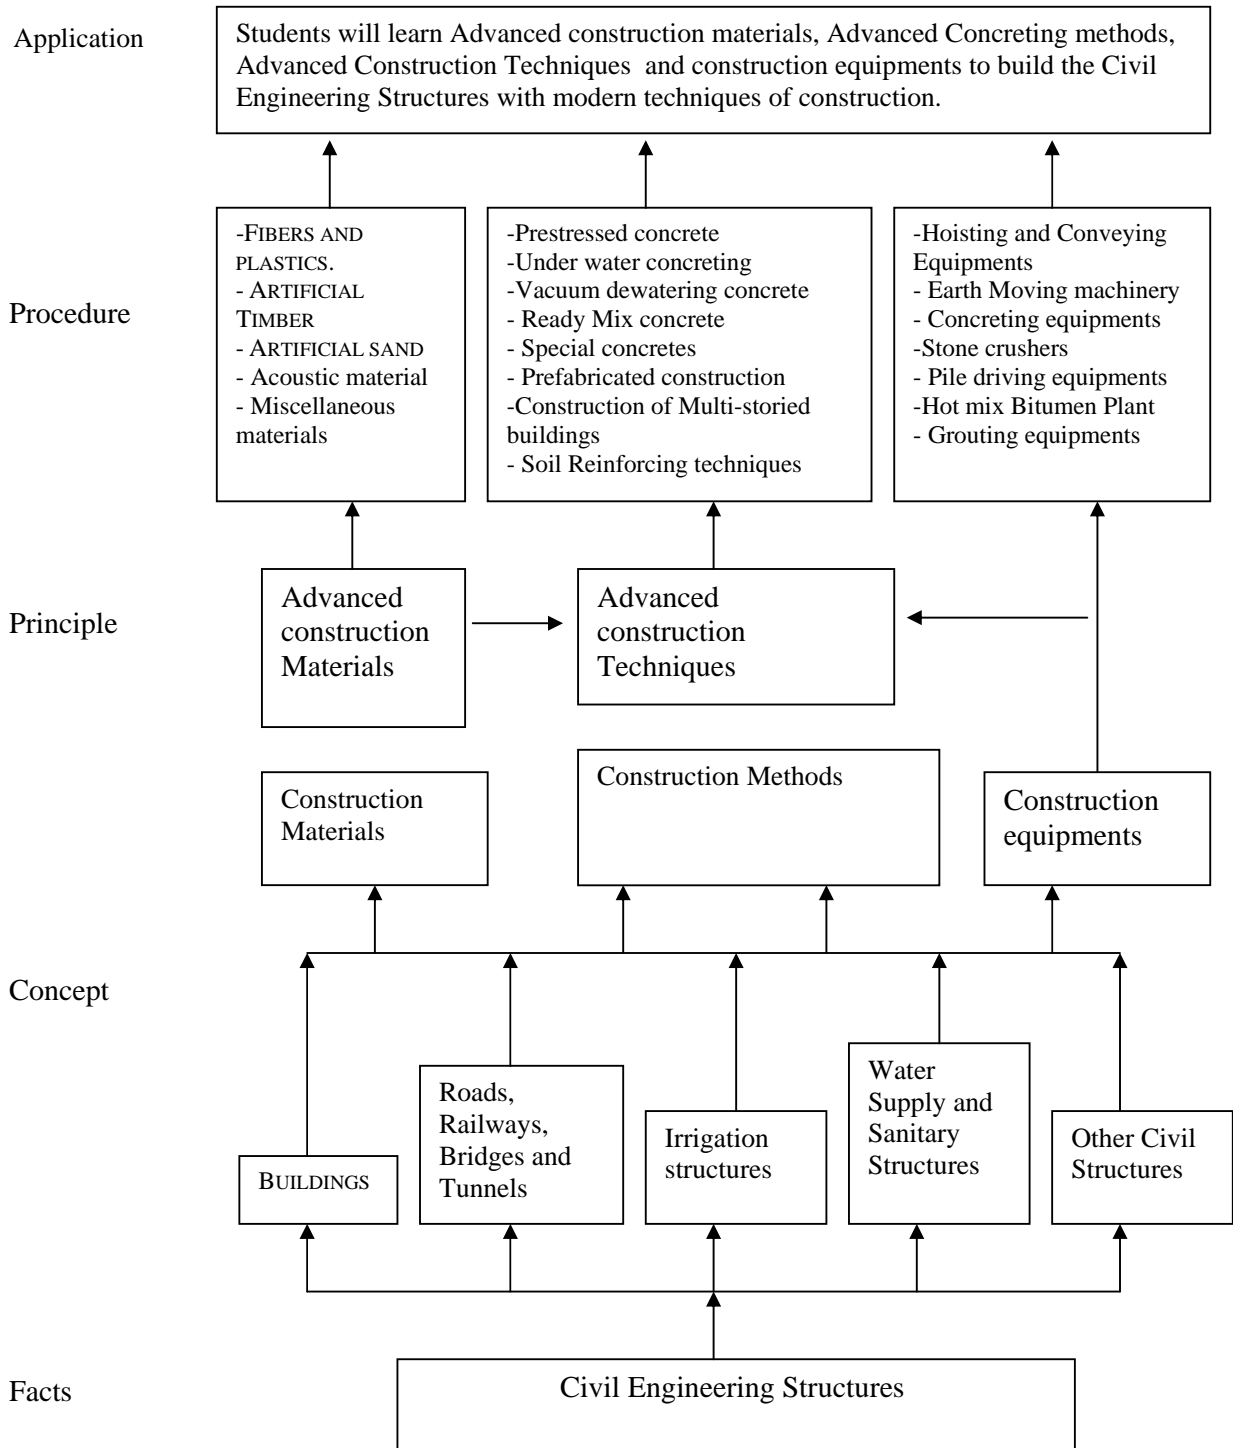 Application
Students will learn Advanced construction materials, Advanced Concreting methods,
Advanced Construction Techniques and construction equipments to build the Civil
Engineering Structures with modern techniques of construction.
Procedure
-FIBERS AND
PLASTICS.
- ARTIFICIAL
TIMBER
- ARTIFICIAL SAND
- Acoustic material
- Miscellaneous
materials
-Prestressed concrete
-Under water concreting
-Vacuum dewatering concrete
- Ready Mix concrete
- Special concretes
- Prefabricated construction
-Construction of Multi-storied
buildings
- Soil Reinforcing techniques
-Hoisting and Conveying
Equipments
- Earth Moving machinery
- Concreting equipments
-Stone crushers
- Pile driving equipments
-Hot mix Bitumen Plant
- Grouting equipments
Principle
Advanced
construction
Materials
Advanced
construction
Techniques
Construction
Materials
Construction Methods
Construction
equipments
Concept
BUILDINGS
Roads,
Railways,
Bridges and
Tunnels
Irrigation
structures
Water
Supply and
Sanitary
Structures
Other Civil
Structures
Facts
Civil Engineering Structures